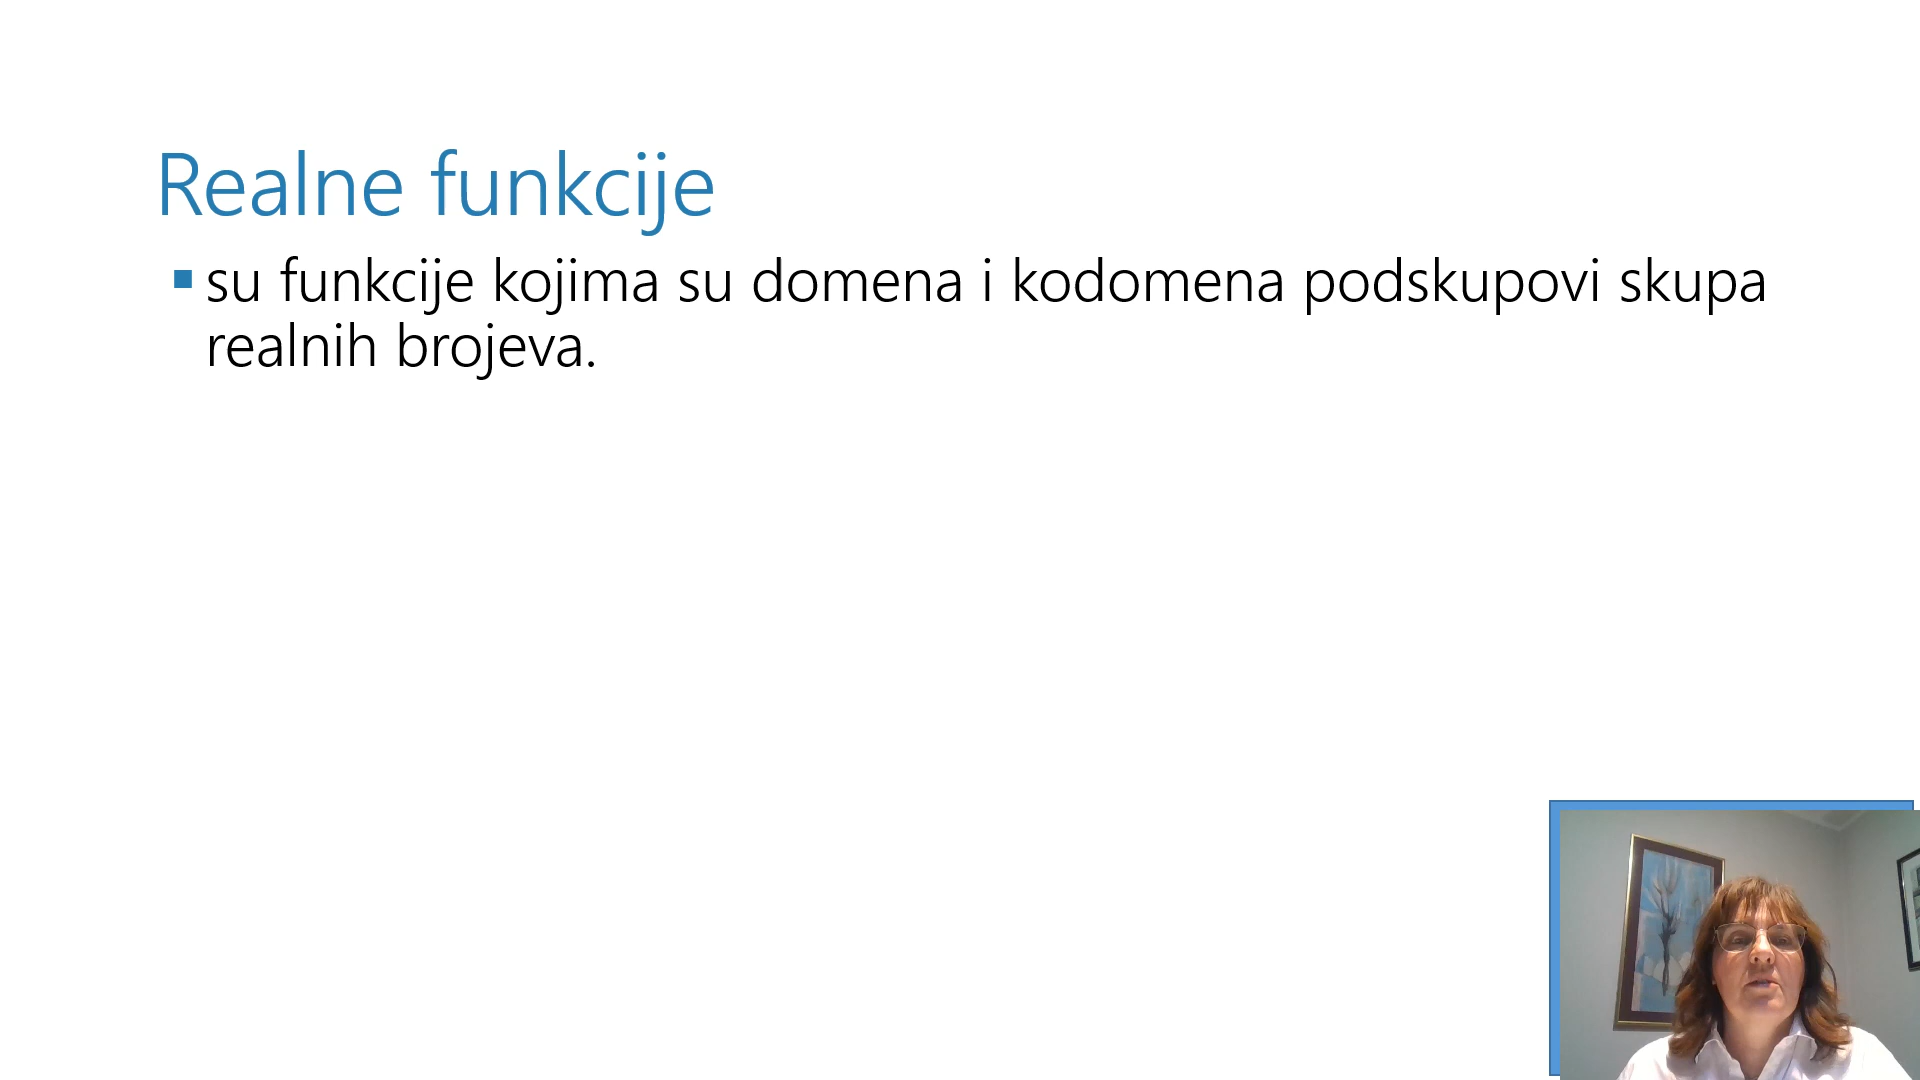 Realne funkcije
su funkcije kojima su domena i kodomena podskupovi skupa
realnih brojeva.